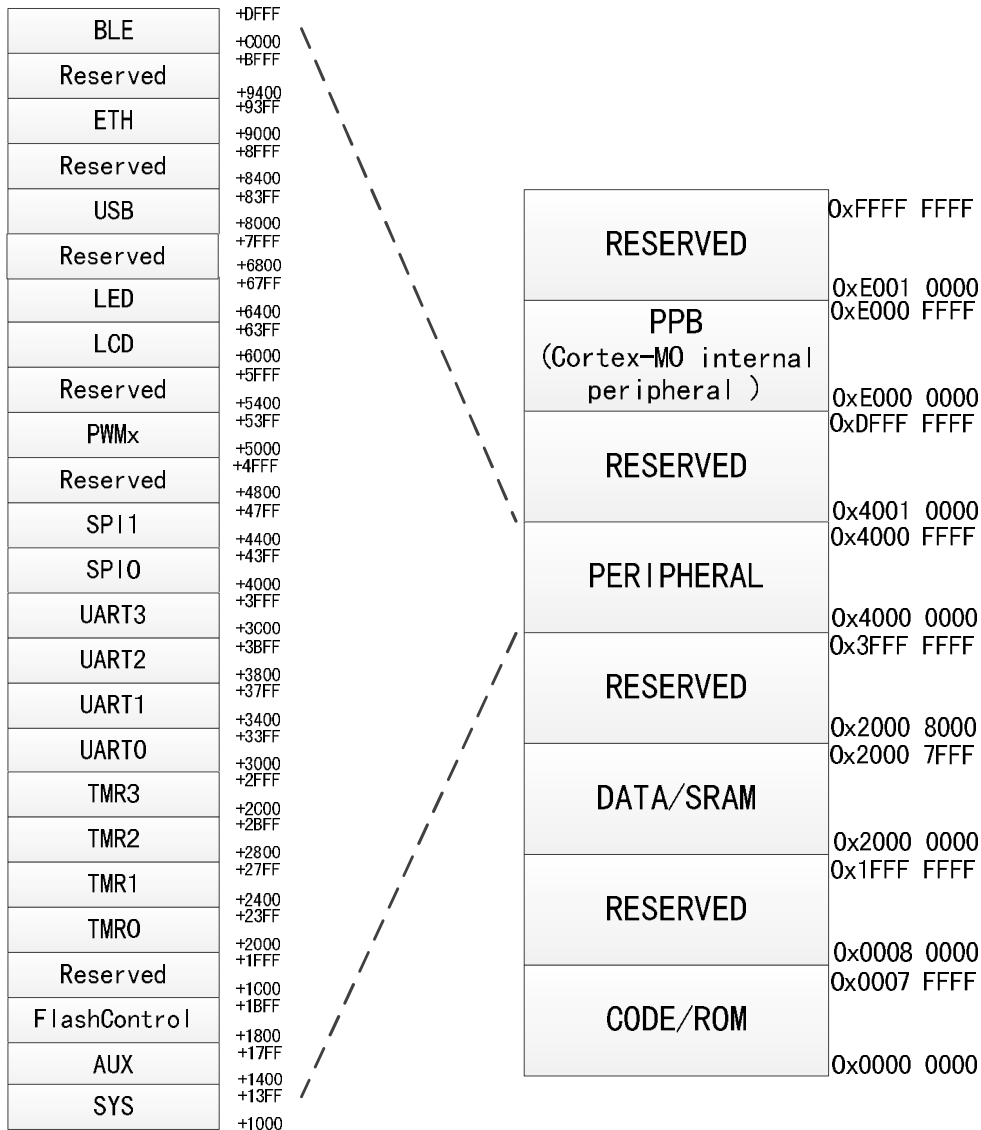 BLE
+DFFF
+C000
Reserved
+BFFF
+9400
ETH
+93FF
+9000
Reserved
+8FFF
+8400
USB
+83FF
+8000
Reserved
+7FFF
+6800
LED
+67FF
+6400
LCD
+63FF
+6000
Reserved
+5FFF
+5400
PWMx
+53FF
+5000
Reserved
+4FFF
+4800
SPI1
+47FF
+4400
SPI0
+43FF
+4000
UART3
+3FFF
+3C00
UART2
+3BFF
+3800
UART1
+37FF
+3400
UART0
+33FF
+3000
TMR3
+2FFF
+2C00
TMR2
+2BFF
+2800
TMR1
+27FF
+2400
TMR0
+23FF
+2000
Reserved
+1FFF
+1C00
FlashControl
+1BFF
+1800
AUX
+17FF
+1400
SYS
+13FF
+1000
RESERVED
0xFFFF FFFF
0xE001 0000
PPB
(Cortex-M0 internal
peripheral )
0xE000 FFFF
0xE000 0000
RESERVED
0xDFFF FFFF
0x4001 0000
PERIPHERAL
0x4000 FFFF
0x4000 0000
RESERVED
0x3FFF FFFF
0x2000 8000
DATA/SRAM
0x2000 7FFF
0x2000 0000
RESERVED
0x1FFF FFFF
0x0008 0000
CODE/ROM
0x0007 FFFF
0x0000 0000